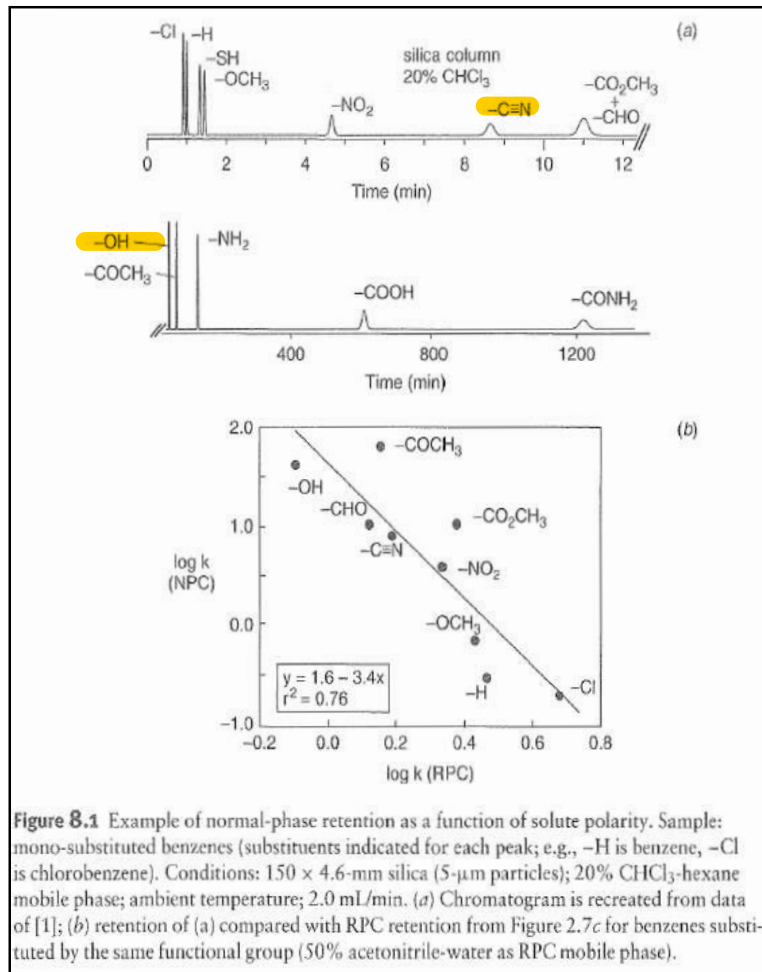 (a)
–Cl
–H
–SH
–OCH₃
silica column
20% CHCl₃
–NO₂
–C≡N
–CO₂CH₃
+
–CHO
0 2 4 6 8 10 12
Time (min)
–OH
–COCH₃
–NH₂
–COOH
–CONH₂
400 800 1200
Time (min)
(b)
2.0
1.0
0.0
–1.0
log k
(NPC)
–COCH₃
–OH
–CHO
–CO₂CH₃
–C≡N
–NO₂
–OCH₃
–H
–Cl
y = 1.6 – 3.4x
r² = 0.76
–0.2 0.0 0.2 0.4 0.6 0.8
log k (RPC)
Figure 8.1 Example of normal-phase retention as a function of solute polarity. Sample:
mono-substituted benzenes (substituents indicated for each peak; e.g., –H is benzene, –Cl
is chlorobenzene). Conditions: 150 × 4.6-mm silica (5-μm particles); 20% CHCl₃-hexane
mobile phase; ambient temperature; 2.0 mL/min. (a) Chromatogram is recreated from data
of [1]; (b) retention of (a) compared with RPC retention from Figure 2.7c for benzenes substi-
tuted by the same functional group (50% acetonitrile-water as RPC mobile phase).